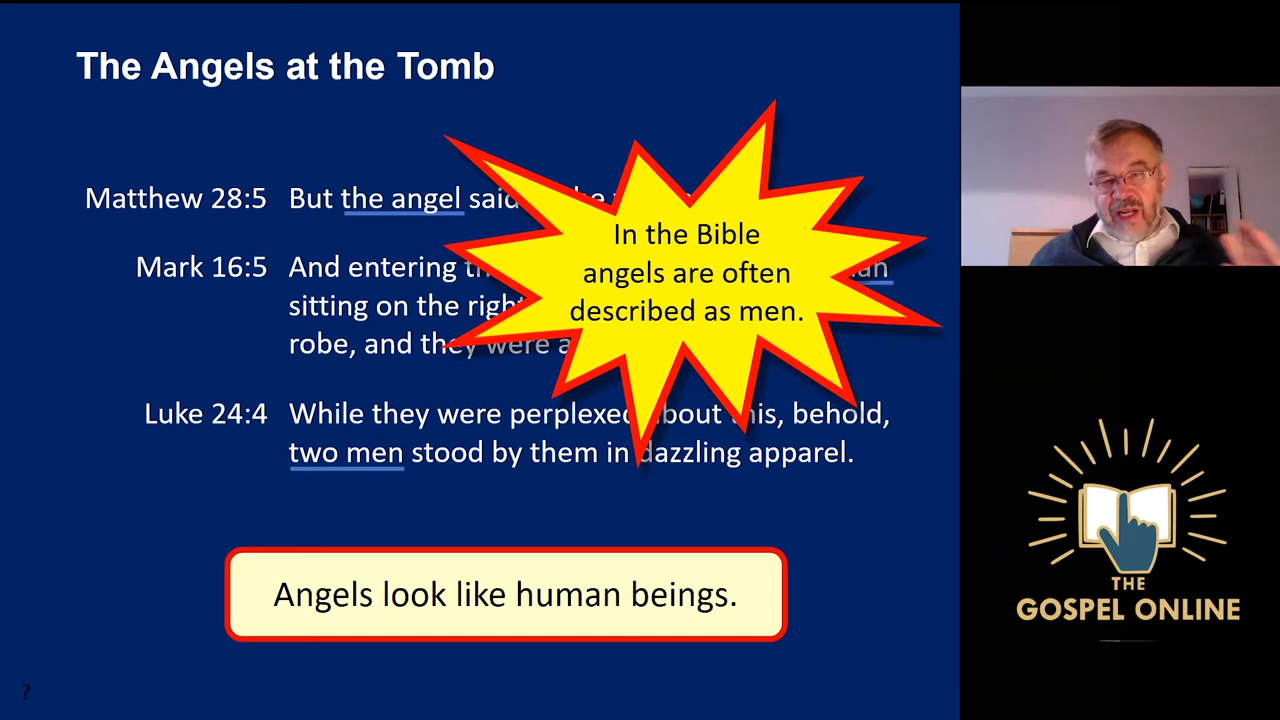 The Angels at the Tomb
Matthew 28:5 But the angel said
Mark 16:5 And entering
sitting on the right
robe, and they were
Luke 24:4 While they were perplexed about this, behold,
two men stood by them in dazzling apparel.
In the Bible
angels are often
described as men.
Angels look like human beings.
?
THE
GOSPEL ONLINE